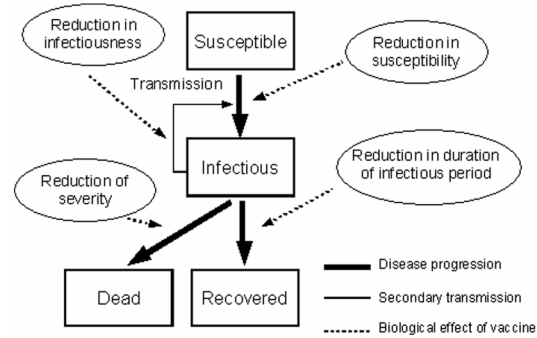 Reduction in
infectiousness
Susceptible
Reduction in
susceptibility
Transmission
Infectious
Reduction in duration
of infectious period
Reduction of
severity
Dead
Recovered
Disease progression
Secondary transmission
Biological effect of vaccine